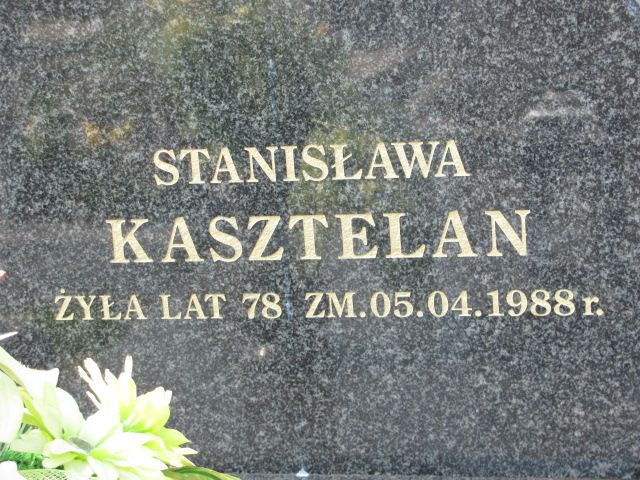 STANISŁAWA
KASZTELAN
ŻYŁA LAT 78 ZM.05.04.1988 r.